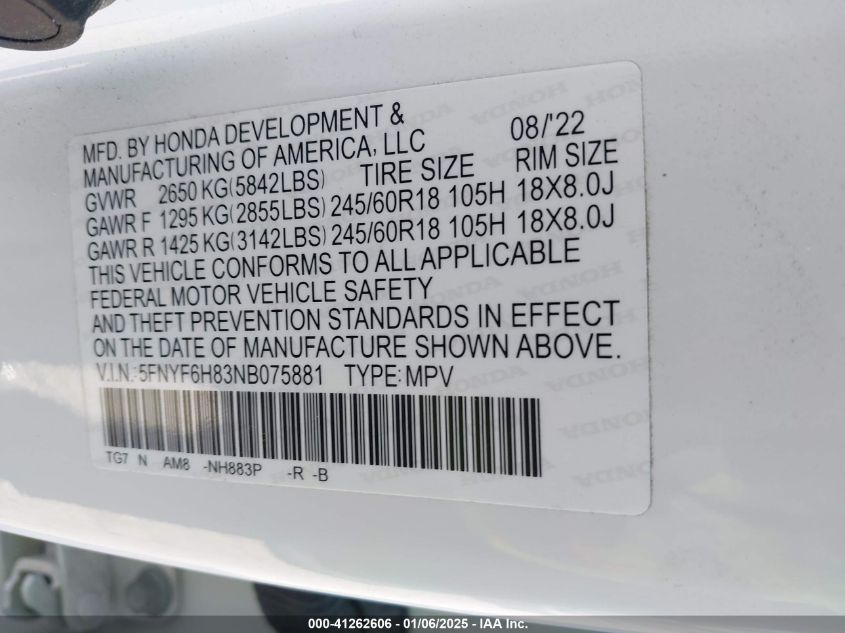 MFD. BY HONDA DEVELOPMENT & 08/'22
MANUFACTURING OF AMERICA, LLC
GVWR 2650 KG(5842LBS) TIRE SIZE RIM SIZE
GAWR F 1295 KG(2855LBS) 245/60R18 105H 18X8.0J
GAWR R 1425 KG(3142LBS) 245/60R18 105H 18X8.0J
THIS VEHICLE CONFORMS TO ALL APPLICABLE
FEDERAL MOTOR VEHICLE SAFETY
AND THEFT PREVENTION STANDARDS IN EFFECT
ON THE DATE OF MANUFACTURE SHOWN ABOVE.
V.I.N.:5FNYF6H83NB075881 TYPE:MPV
TG7 N AM8 -NH883P -R -B
000-41262606 | 01/06/2025 | IAA Inc.